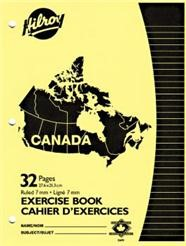 Hilroy
CANADA
32 Pages
27.6 x 21.3 cm
Ruled 7 mm • Ligné 7 mm
EXERCISE BOOK
CAHIER D'EXERCICES
NAME/NOM
SUBJECT/SUJET